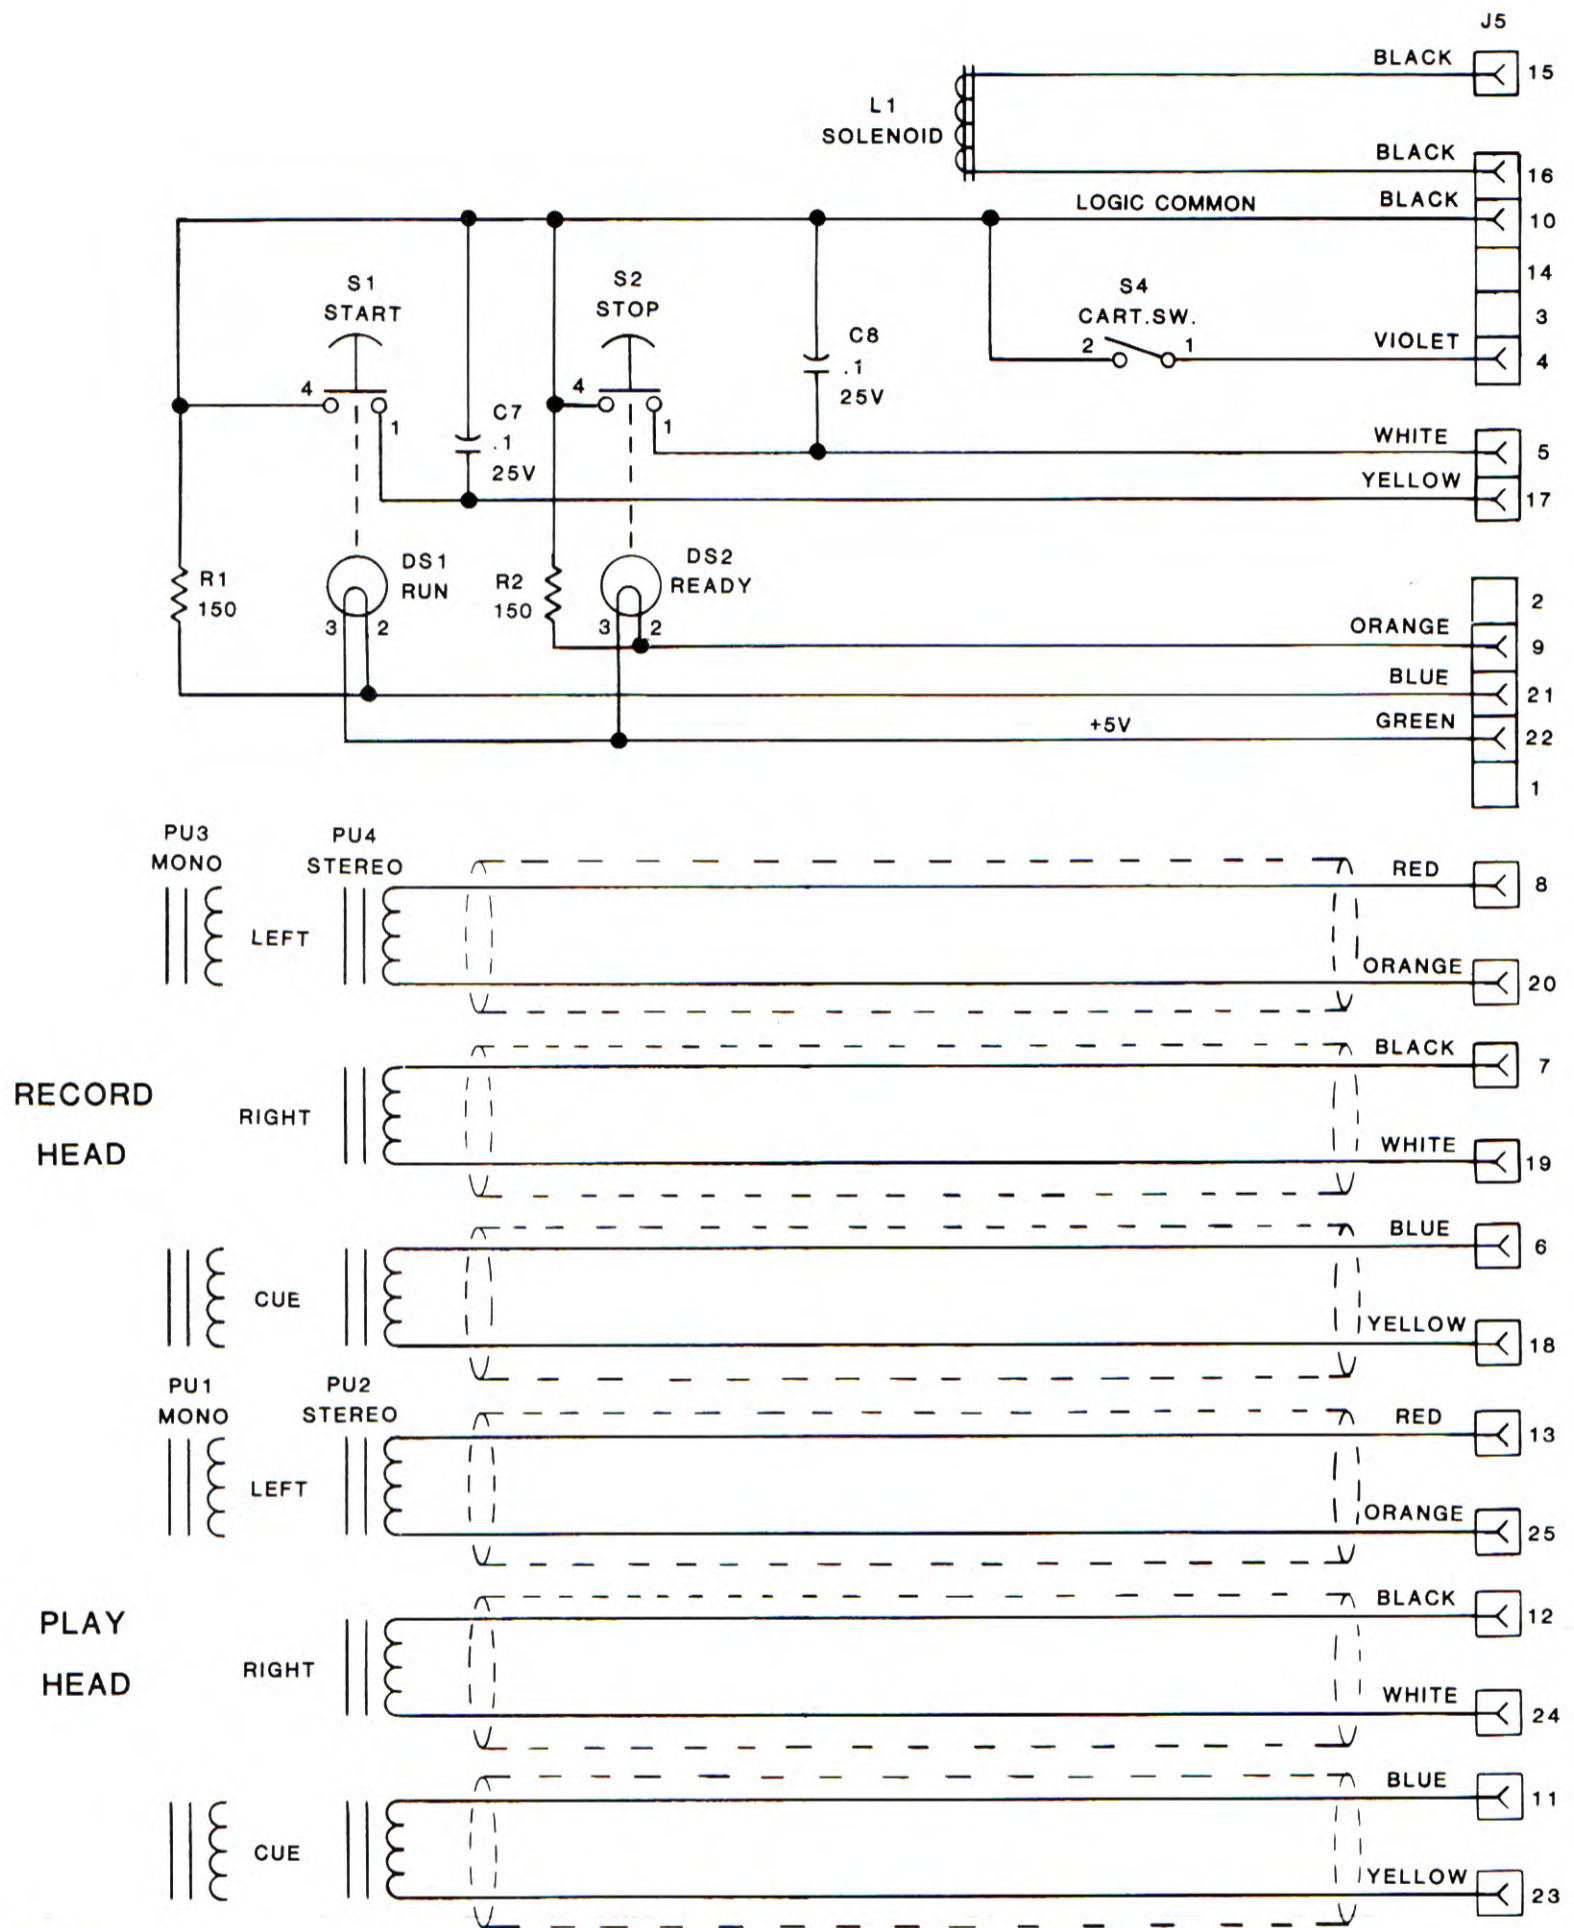 J5
BLACK
15
L1
SOLENOID
BLACK
16
LOGIC COMMON
BLACK
10
14
3
S1
START
S2
STOP
S4
CART.SW.
2
1
VIOLET
4
C8
.1
25V
4
1
4
1
C7
.1
25V
WHITE
5
YELLOW
17
R1
150
DS1
RUN
3
2
R2
150
DS2
READY
3
2
2
ORANGE
9
BLUE
21
+5V
GREEN
22
1
PU3
MONO
PU4
STEREO
RED
8
LEFT
ORANGE
20
BLACK
7
RECORD
HEAD
RIGHT
WHITE
19
BLUE
6
CUE
YELLOW
18
PU1
MONO
PU2
STEREO
RED
13
LEFT
ORANGE
25
BLACK
12
PLAY
HEAD
RIGHT
WHITE
24
BLUE
11
CUE
YELLOW
23